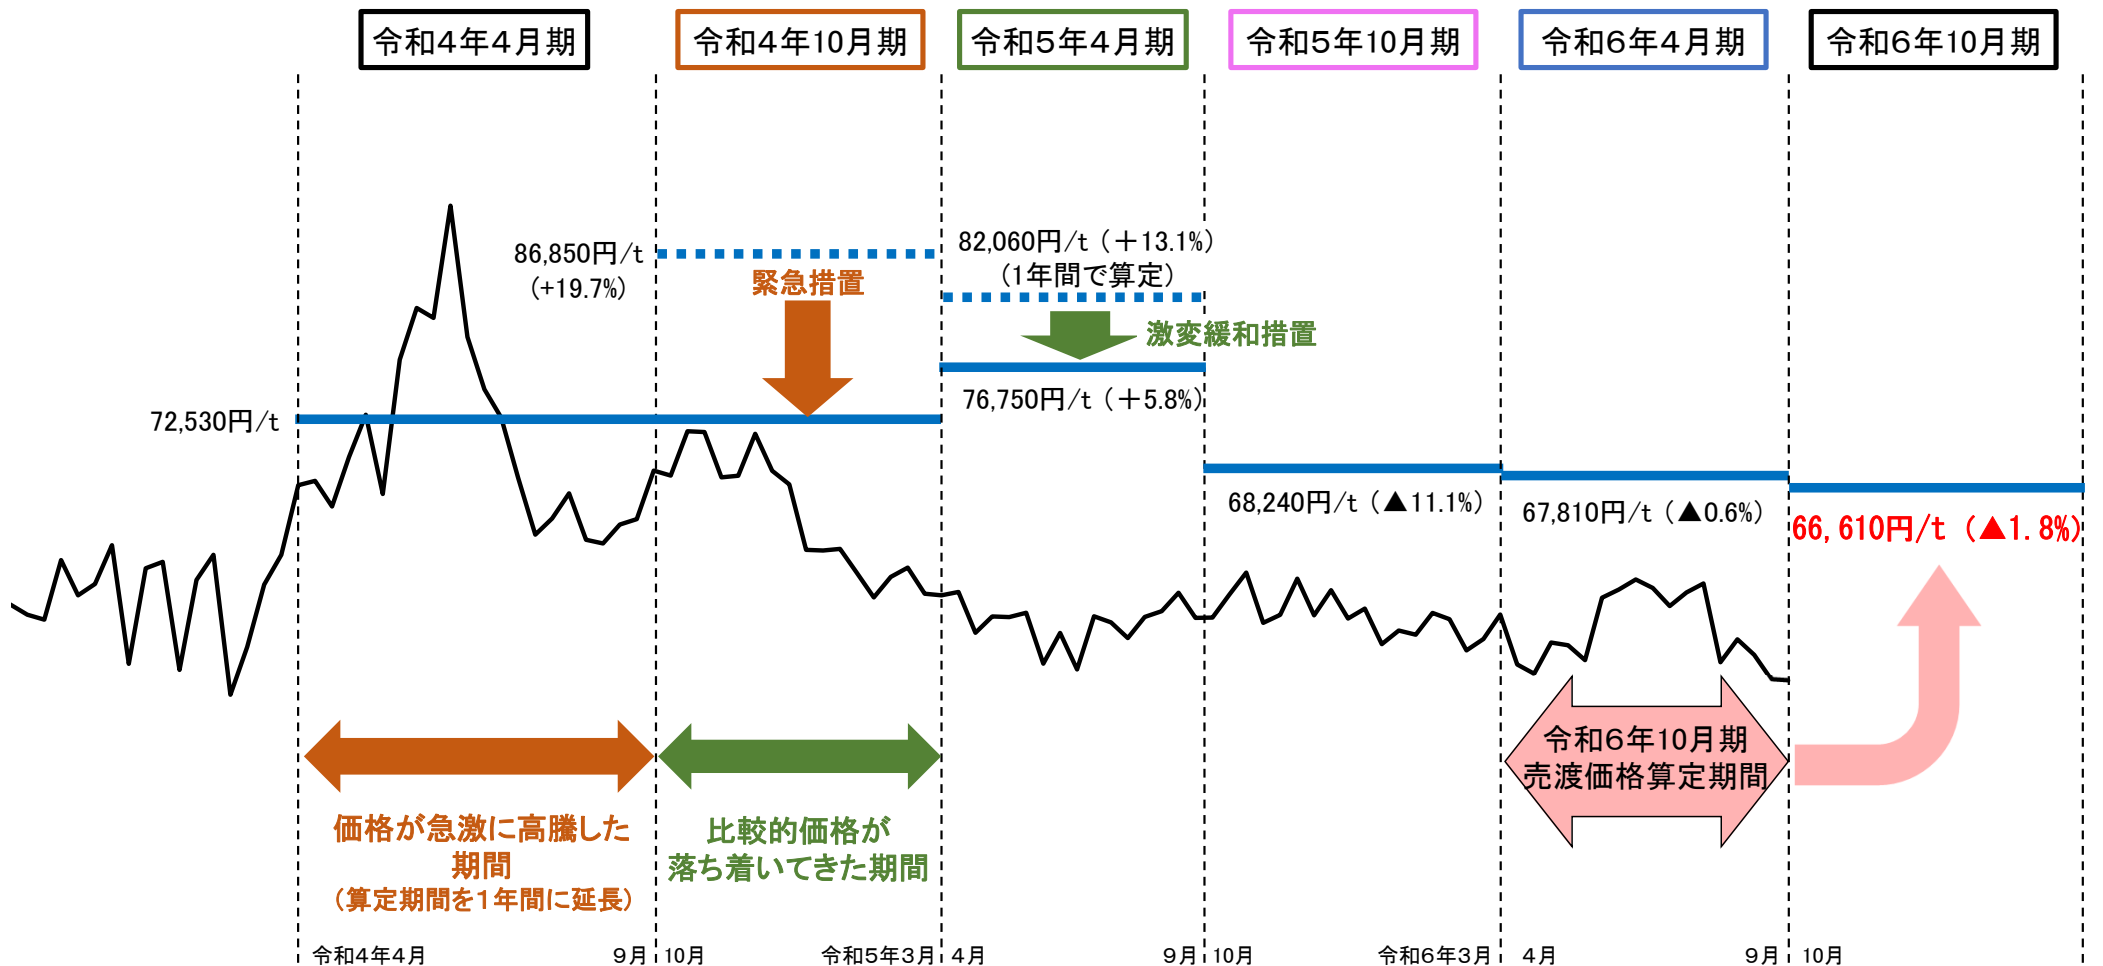 令和4年4月期
令和4年10月期
令和5年4月期
令和5年10月期
令和6年4月期
令和6年10月期
86,850円/t
(+19.7%)
緊急措置
82,060円/t（＋13.1%）
（1年間で算定）
激変緩和措置
72,530円/t
76,750円/t（＋5.8%）
68,240円/t（▲11.1%）
67,810円/t（▲0.6%）
66,610円/t（▲1.8%）
価格が急激に高騰した
期間
（算定期間を1年間に延長）
比較的価格が
落ち着いてきた期間
令和6年10月期
売渡価格算定期間
令和4年4月
9月
10月
令和5年3月
4月
9月
10月
令和6年3月
4月
9月
10月